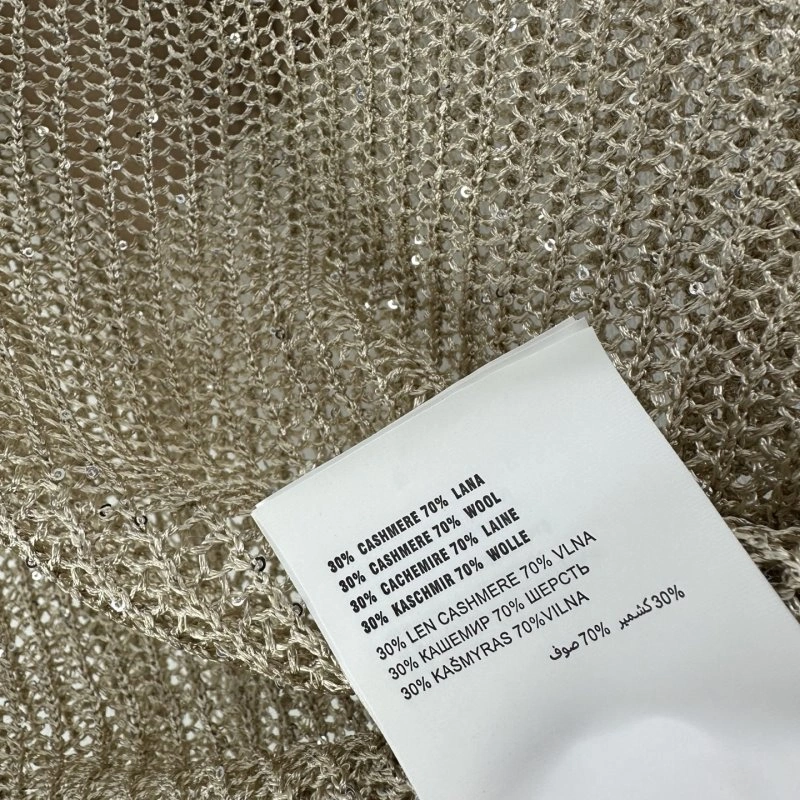 30% CASHMERE 70% LANA
30% CASHMERE 70% WOOL
30% CACHEMIRE 70% LAINE
30% KASCHMIR 70% WOLLE
30% LEN CASHMERE 70% VLNA
30% КАШЕМИР 70% ШЕРСТЬ
30% KAŠMYRAS 70%VILNA
30% كشمير 70% صوف